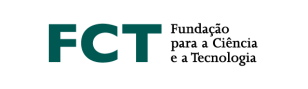 FCT
Fundação
para a Ciência
e a Tecnologia